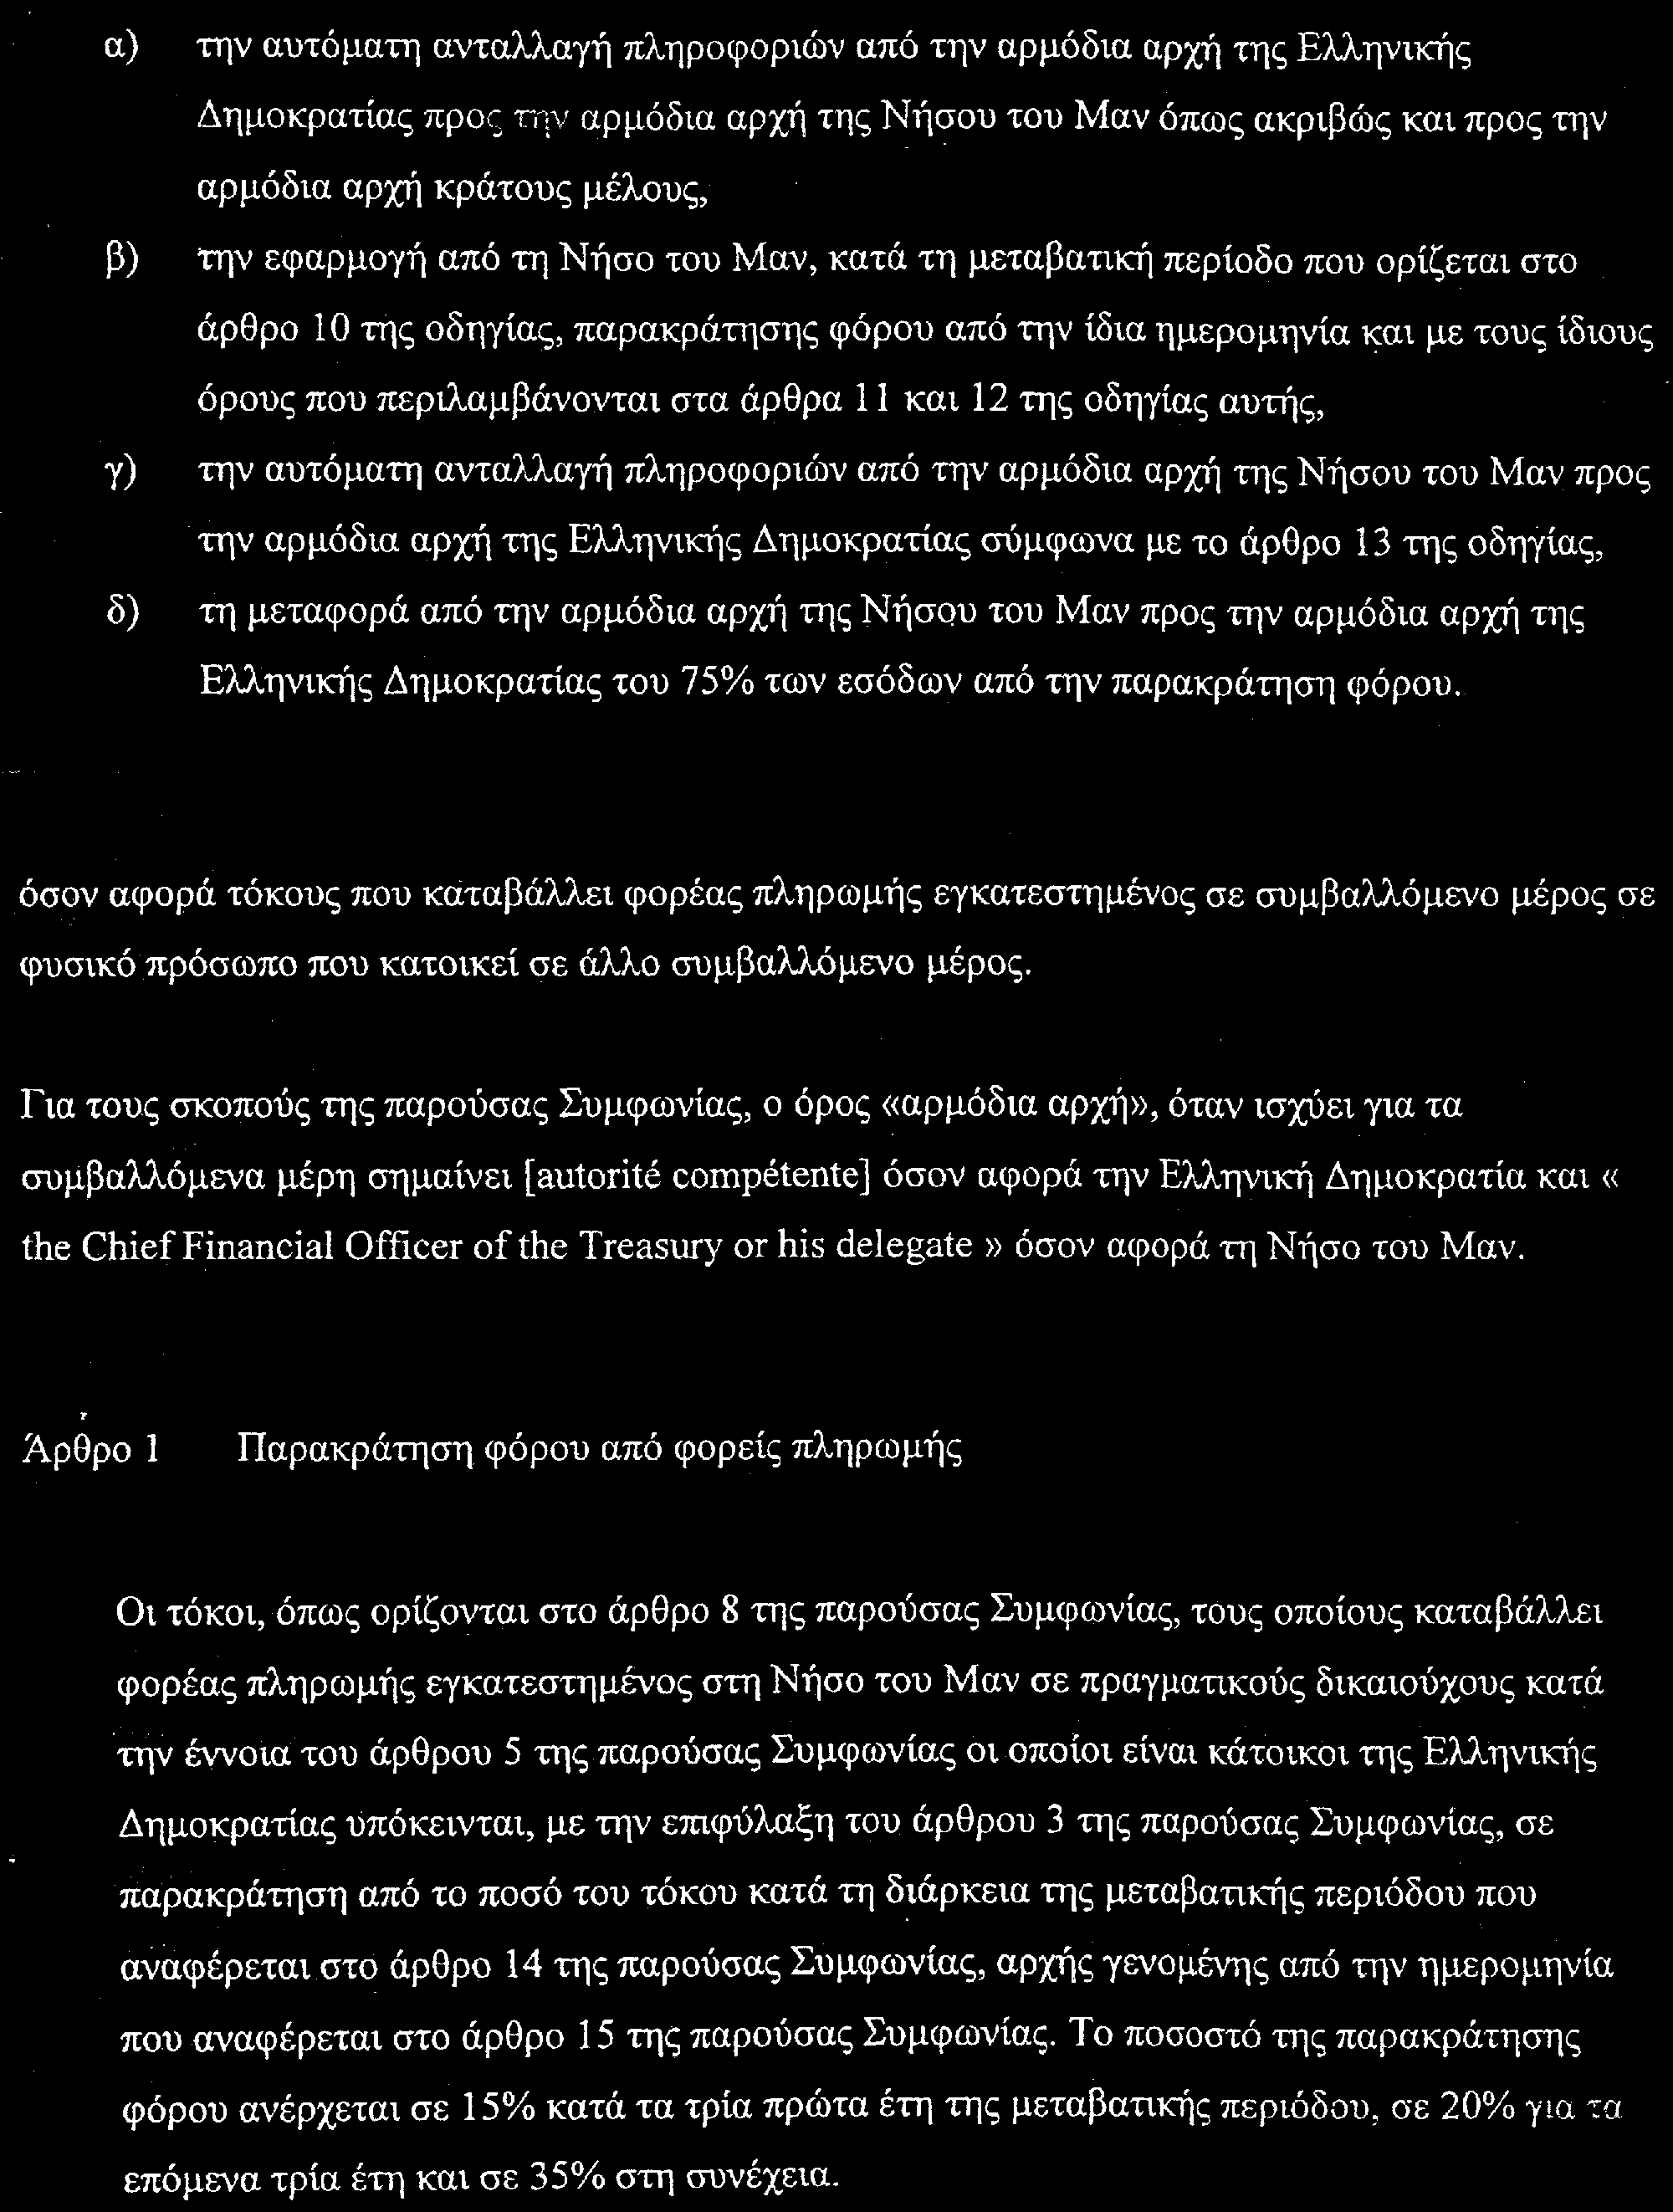 α) την αυτόματη ανταλλαγή πληροφοριών από την αρμόδια αρχή της Ελληνικής
Δημοκρατίας προς την αρμόδια αρχή της Νήσου του Μαν όπως ακριβώς και προς την
αρμόδια αρχή κράτους μέλους,
β) την εφαρμογή από τη Νήσο του Μαν, κατά τη μεταβατική περίοδο που ορίζεται στο
άρθρο 10 της οδηγίας, παρακράτησης φόρου από την ίδια ημερομηνία και με τους ίδιους
όρους που περιλαμβάνονται στα άρθρα 11 και 12 της οδηγίας αυτής,
γ) την αυτόματη ανταλλαγή πληροφοριών από την αρμόδια αρχή της Νήσου του Μαν προς
την αρμόδια αρχή της Ελληνικής Δημοκρατίας σύμφωνα με το άρθρο 13 της οδηγίας,
δ) τη μεταφορά από την αρμόδια αρχή της Νήσου του Μαν προς την αρμόδια αρχή της
Ελληνικής Δημοκρατίας του 75% των εσόδων από την παρακράτηση φόρου.
όσον αφορά τόκους που καταβάλλει φορέας πληρωμής εγκατεστημένος σε συμβαλλόμενο μέρος σε
φυσικό πρόσωπο που κατοικεί σε άλλο συμβαλλόμενο μέρος.
Για τους σκοπούς της παρούσας Συμφωνίας, ο όρος «αρμόδια αρχή», όταν ισχύει για τα
συμβαλλόμενα μέρη σημαίνει [autorité compétente] όσον αφορά την Ελληνική Δημοκρατία και «
the Chief Financial Officer of the Treasury or his delegate » όσον αφορά τη Νήσο του Μαν.
Άρθρο 1 Παρακράτηση φόρου από φορείς πληρωμής
Οι τόκοι, όπως ορίζονται στο άρθρο 8 της παρούσας Συμφωνίας, τους οποίους καταβάλλει
φορέας πληρωμής εγκατεστημένος στη Νήσο του Μαν σε πραγματικούς δικαιούχους κατά
την έννοια του άρθρου 5 της παρούσας Συμφωνίας οι οποίοι είναι κάτοικοι της Ελληνικής
Δημοκρατίας υπόκεινται, με την επιφύλαξη του άρθρου 3 της παρούσας Συμφωνίας, σε
παρακράτηση από το ποσό του τόκου κατά τη διάρκεια της μεταβατικής περιόδου που
αναφέρεται στο άρθρο 14 της παρούσας Συμφωνίας, αρχής γενομένης από την ημερομηνία
που αναφέρεται στο άρθρο 15 της παρούσας Συμφωνίας. Το ποσοστό της παρακράτησης
φόρου ανέρχεται σε 15% κατά τα τρία πρώτα έτη της μεταβατικής περιόδου, σε 20% για τα
επόμενα τρία έτη και σε 35% στη συνέχεια.